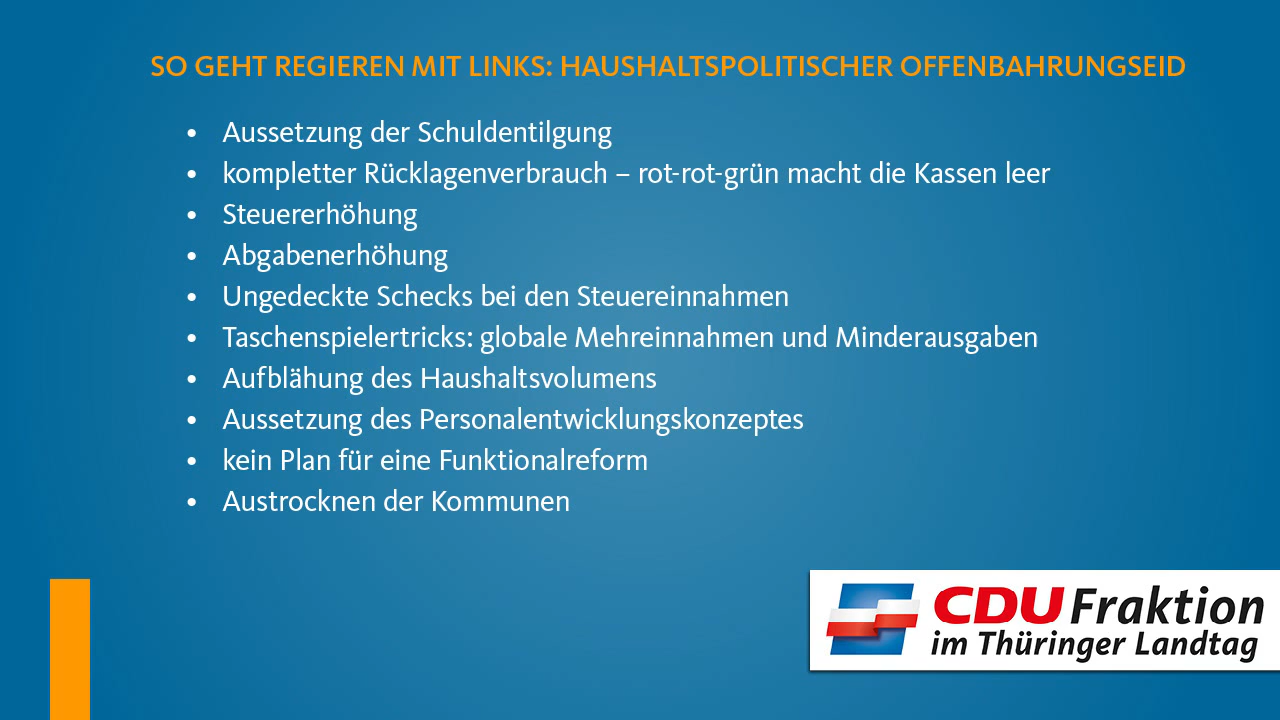 SO GEHT REGIEREN MIT LINKS: HAUSHALTSPOLITISCHER OFFENBAHRUNGSEID
• Aussetzung der Schuldentilgung
• kompletter Rücklagenverbrauch – rot-rot-grün macht die Kassen leer
• Steuererhöhung
• Abgabenerhöhung
• Ungedeckte Schecks bei den Steuereinnahmen
• Taschenspielertricks: globale Mehreinnahmen und Minderausgaben
• Aufblähung des Haushaltsvolumens
• Aussetzung des Personalentwicklungskonzeptes
• kein Plan für eine Funktionalreform
• Austrocknen der Kommunen
CDU Fraktion
im Thüringer Landtag